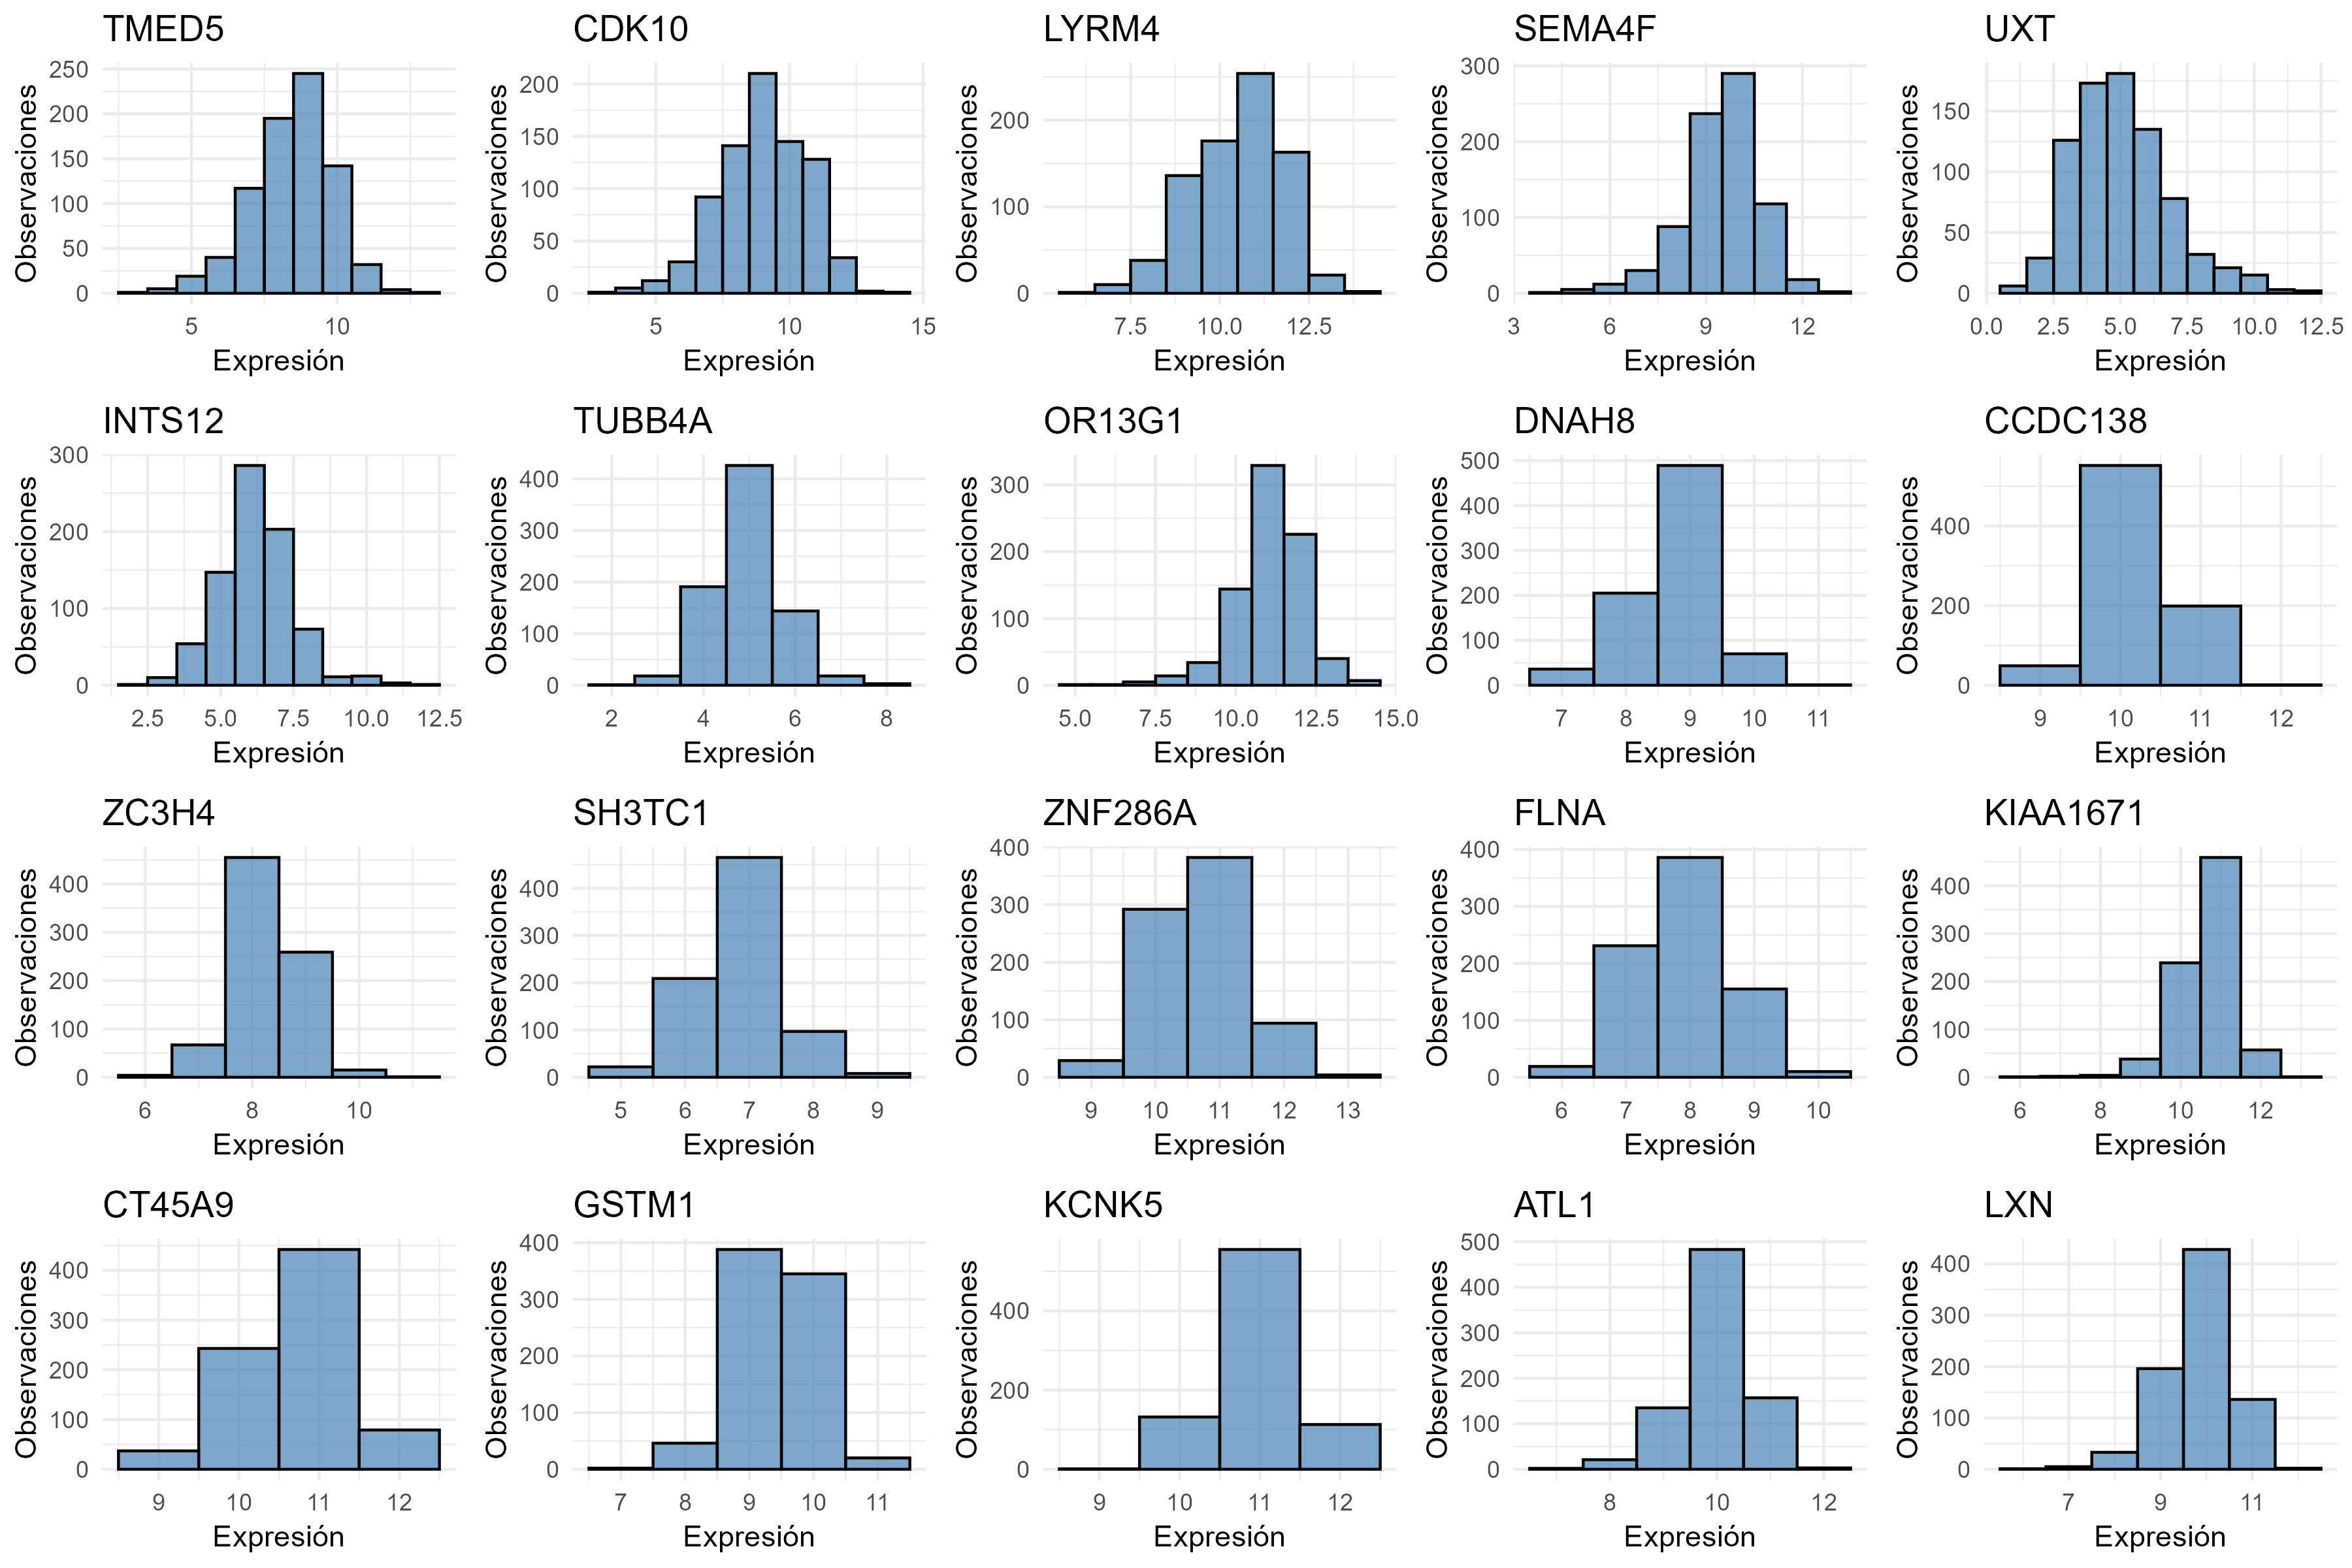 TMED5 CDK10 LYRM4 SEMA4F UXT
Observaciones 250 200 150 100 50 0
Observaciones 200 150 100 50 0
Observaciones 200 100 0
Observaciones 300 200 100 0
Observaciones 150 100 50 0
5 10
5 10 15
7.5 10.0 12.5
3 6 9 12
0.0 2.5 5.0 7.5 10.0 12.5
Expresión Expresión Expresión Expresión Expresión
INTS12 TUBB4A OR13G1 DNAH8 CCDC138
Observaciones 300 200 100 0
Observaciones 400 300 200 100 0
Observaciones 300 200 100 0
Observaciones 500 400 300 200 100 0
Observaciones 400 200 0
2.5 5.0 7.5 10.0 12.5
2 4 6 8
5.0 7.5 10.0 12.5 15.0
7 8 9 10 11
9 10 11 12
Expresión Expresión Expresión Expresión Expresión
ZC3H4 SH3TC1 ZNF286A FLNA KIAA1671
Observaciones 400 300 200 100 0
Observaciones 400 300 200 100 0
Observaciones 400 300 200 100 0
Observaciones 400 300 200 100 0
Observaciones 400 300 200 100 0
6 8 10
5 6 7 8 9
9 10 11 12 13
6 7 8 9 10
6 8 10 12
Expresión Expresión Expresión Expresión Expresión
CT45A9 GSTM1 KCNK5 ATL1 LXN
Observaciones 400 300 200 100 0
Observaciones 400 300 200 100 0
Observaciones 400 200 0
Observaciones 500 400 300 200 100 0
Observaciones 400 300 200 100 0
9 10 11 12
7 8 9 10 11
9 10 11 12
8 10 12
7 9 11
Expresión Expresión Expresión Expresión Expresión